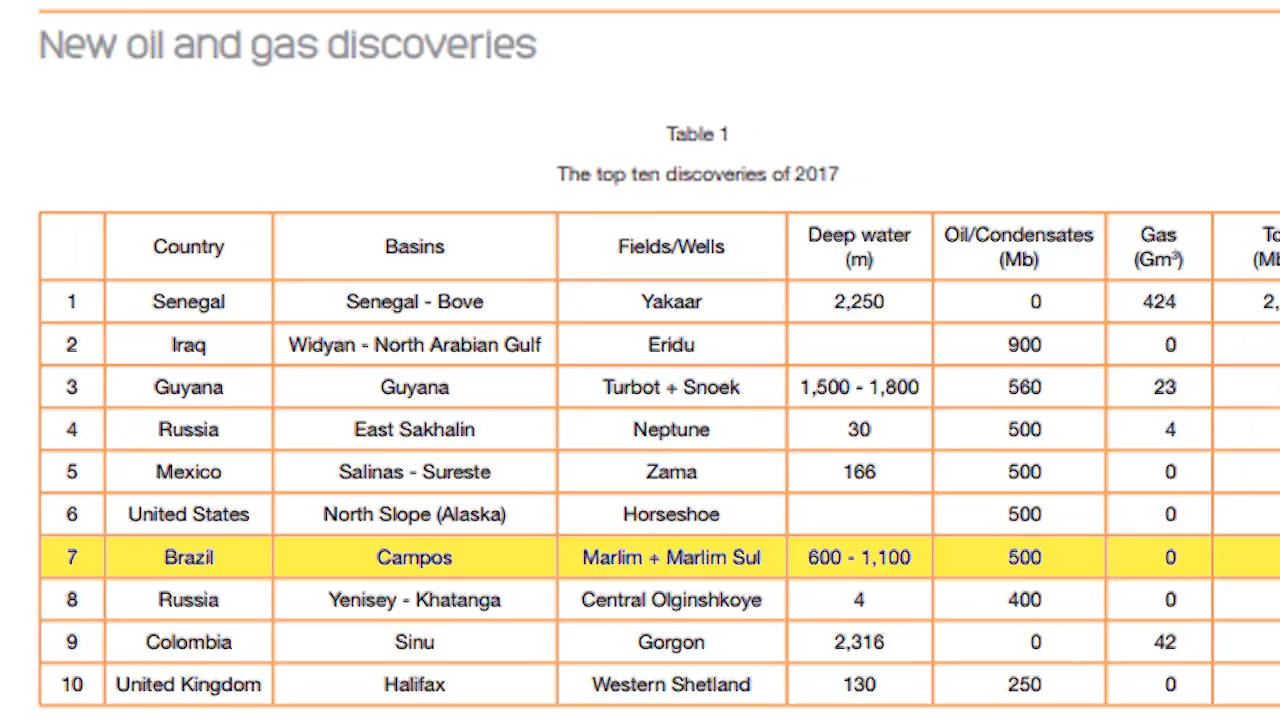 New oil and gas discoveries
Table 1
The top ten discoveries of 2017
Country Basins Fields/Wells Deep water (m) Oil/Condensates (Mb) Gas (Gm³)
1 Senegal Senegal - Bove Yakaar 2,250 0 424
2 Iraq Widyan - North Arabian Gulf Eridu 900 0
3 Guyana Guyana Turbot + Snoek 1,500 - 1,800 560 23
4 Russia East Sakhalin Neptune 30 500 4
5 Mexico Salinas - Sureste Zama 166 500 0
6 United States North Slope (Alaska) Horseshoe 500 0
7 Brazil Campos Marlim + Marlim Sul 600 - 1,100 500 0
8 Russia Yenisey - Khatanga Central Olginshkoye 4 400 0
9 Colombia Sinu Gorgon 2,316 0 42
10 United Kingdom Halifax Western Shetland 130 250 0